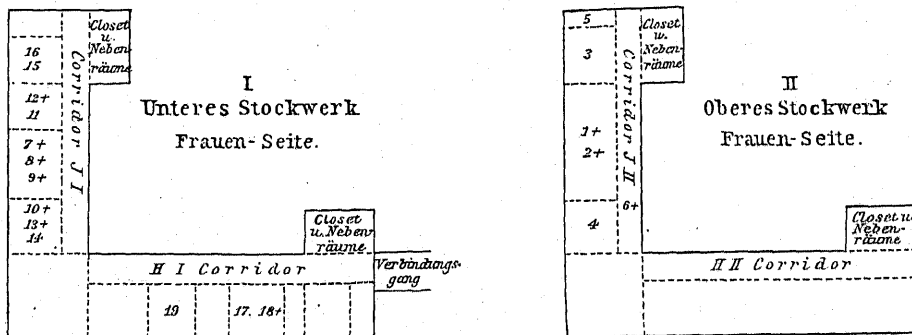 Closet
u.
Neben-
räume
16
15
Corridor J I
12+
11
7+
8+
9+
10+
13+
14
I
Unteres Stockwerk
Frauen-Seite.
Closet
u. Neben-
räume
H I Corridor
Verbindungs-
gang
19
17. 18+
5
3
Closet
u.
Neben-
räume
Corridor J II
1+
2+
6+
4
II
Oberes Stockwerk
Frauen-Seite.
Closet u.
Neben-
räume
H II Corridor